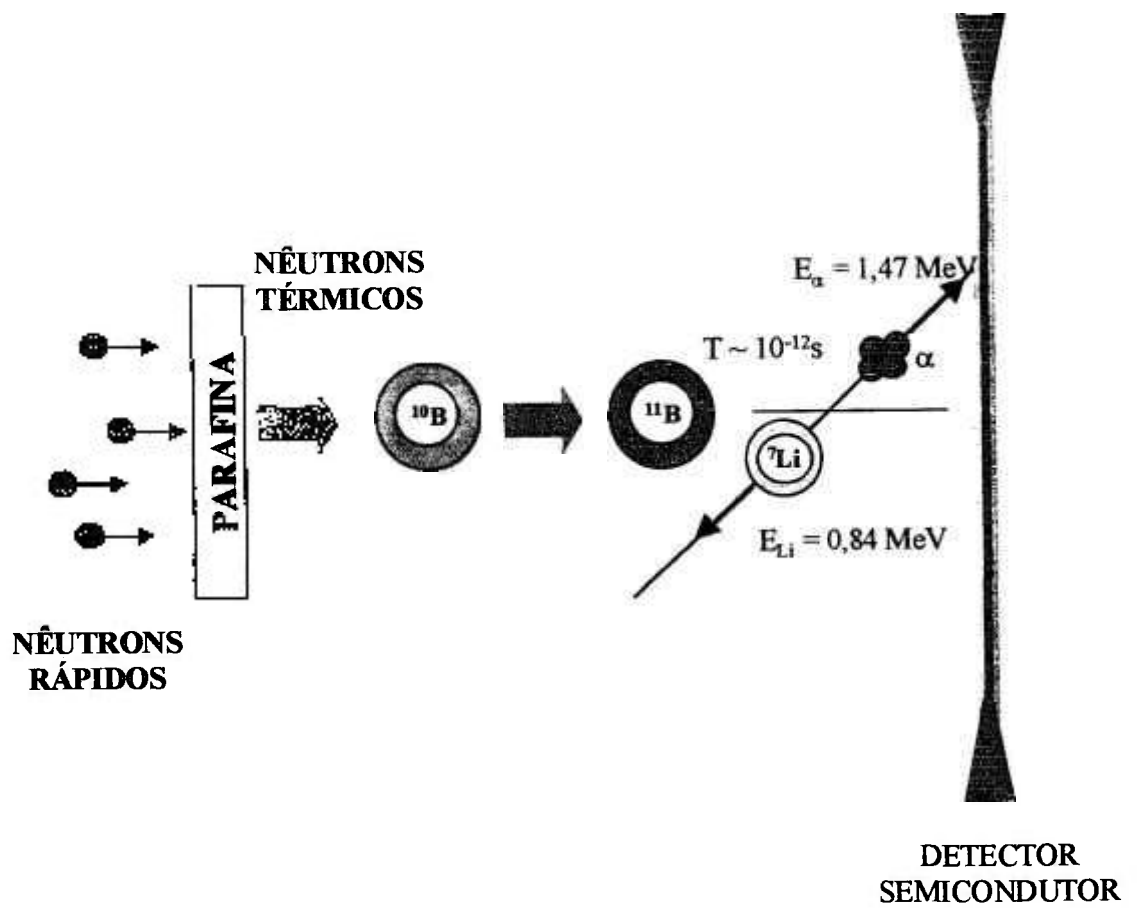 NÊUTRONS
TÉRMICOS
PARAFINA
NÊUTRONS
RÁPIDOS
¹⁰B
¹¹B
T ~ 10⁻¹²s
Eα = 1,47 MeV
α
⁷Li
E_Li = 0,84 MeV
DETECTOR
SEMICONDUTOR